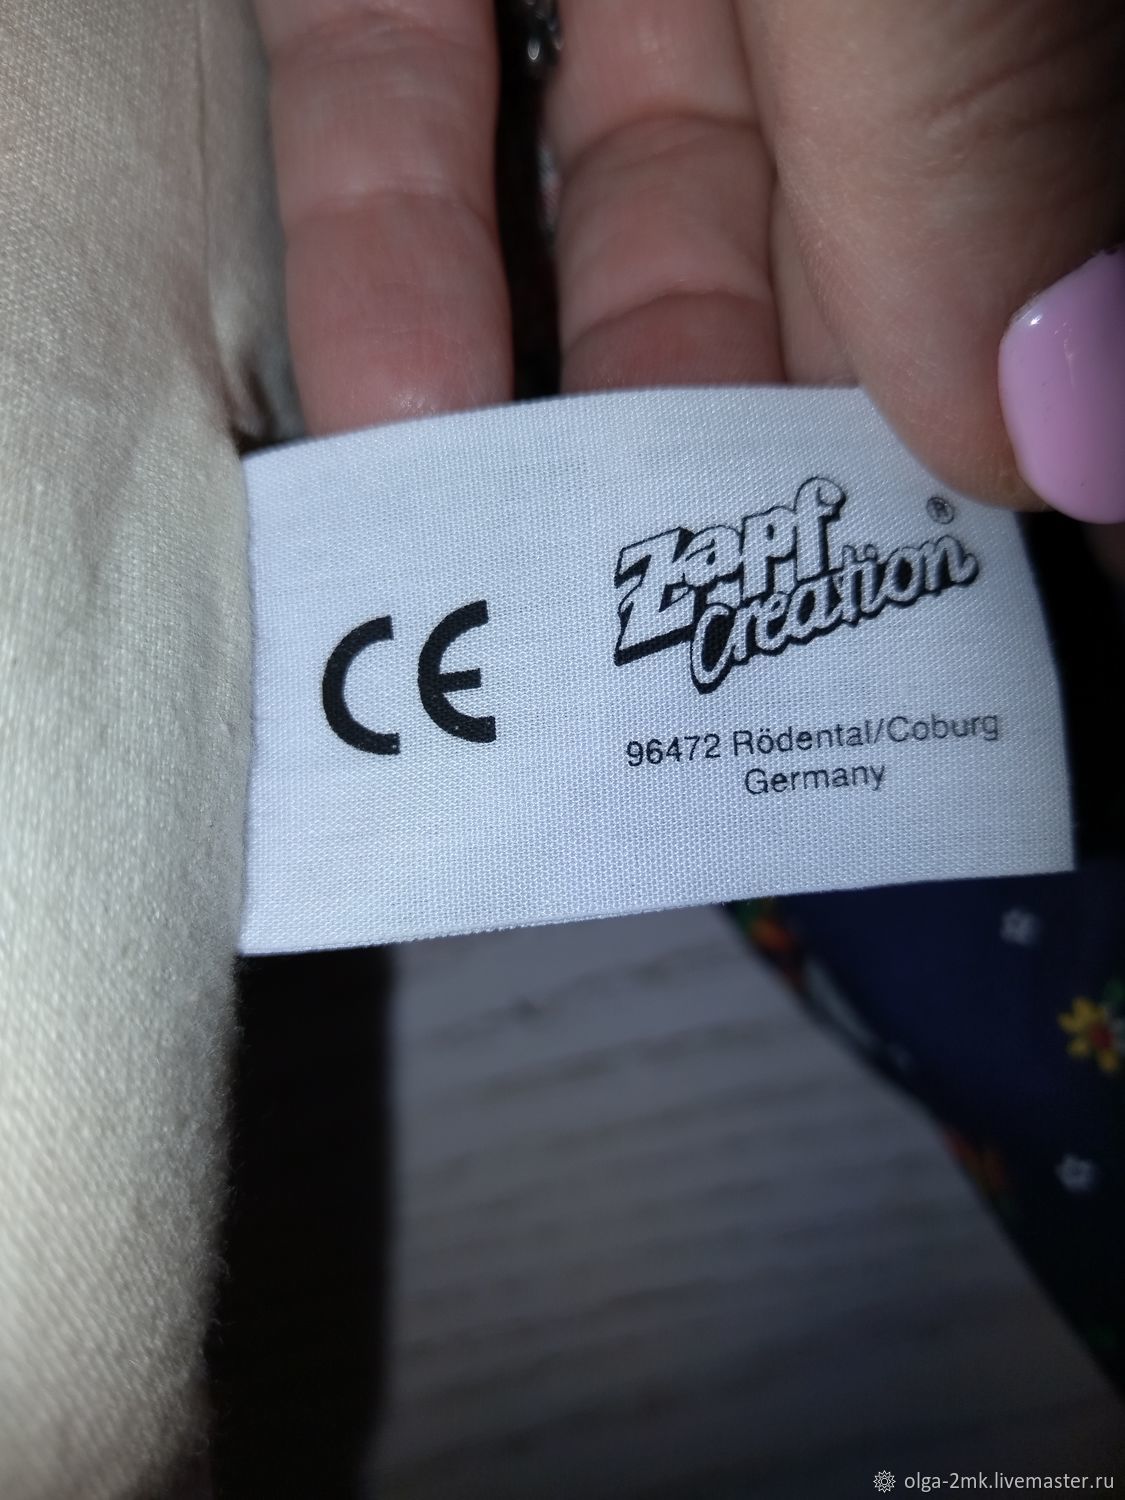 CE
Zapf
Creation
®
96472 Rödental/Coburg
Germany
olga-2mk.livemaster.ru